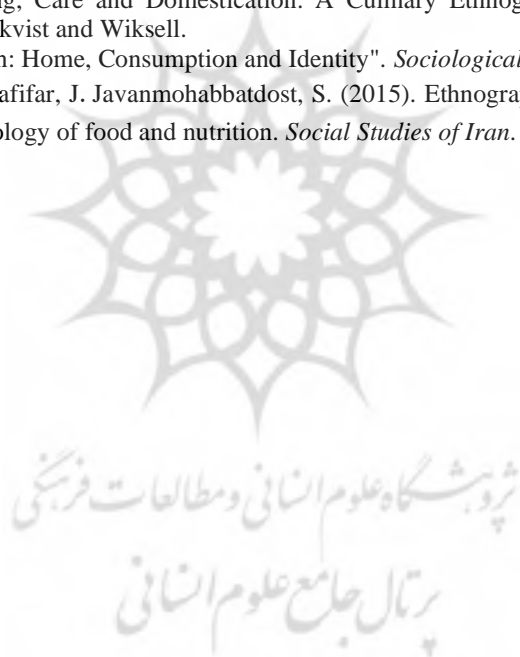 ng, Care and Domestication. A Culinary Ethnog
kvist and Wiksell.
n: Home, Consumption and Identity". Sociological
afifar, J. Javanmohabbatdost, S. (2015). Ethnograp
ology of food and nutrition. Social Studies of Iran.
پژوهشگاه علوم انسانی و مطالعات فرهنگی
پرتال جامع علوم انسانی